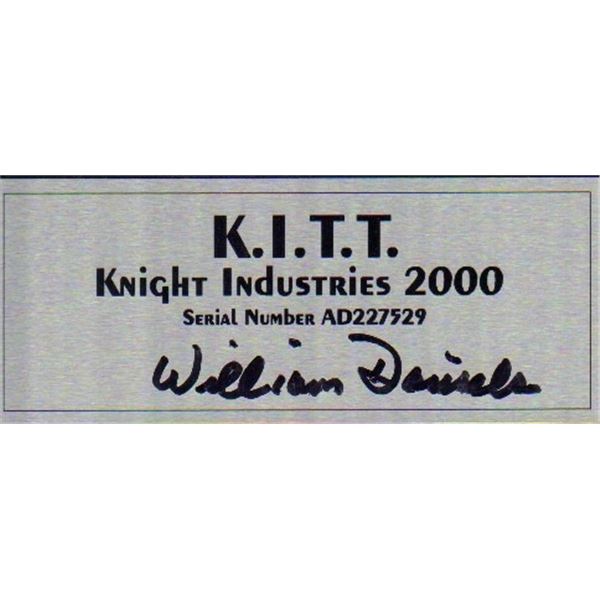 K.I.T.T.
Knight Industries 2000
Serial Number AD227529
William Daniels